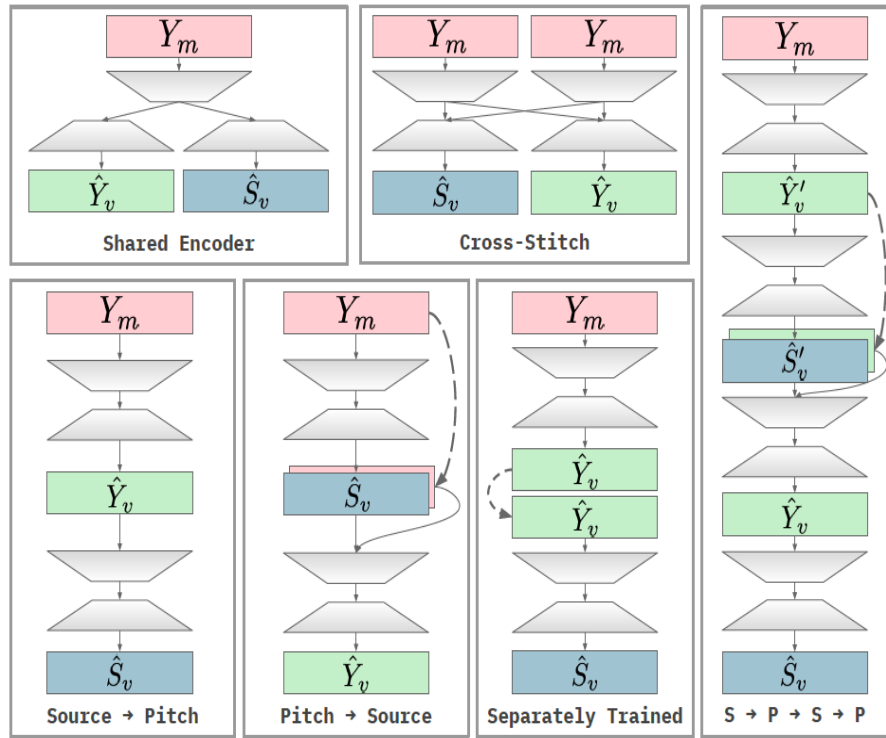 Y_m
Ŷ_v
Ŝ_v
Shared Encoder
Y_m
Y_m
Ŝ_v
Ŷ_v
Cross-Stitch
Y_m
Ŷ'_v
Ŝ'_v
Ŷ_v
Ŝ_v
S → P → S → P
Y_m
Ŷ_v
Ŝ_v
Source → Pitch
Y_m
Ŝ_v
Ŷ_v
Pitch → Source
Y_m
Ŷ_v
Ŷ_v
Ŝ_v
Separately Trained